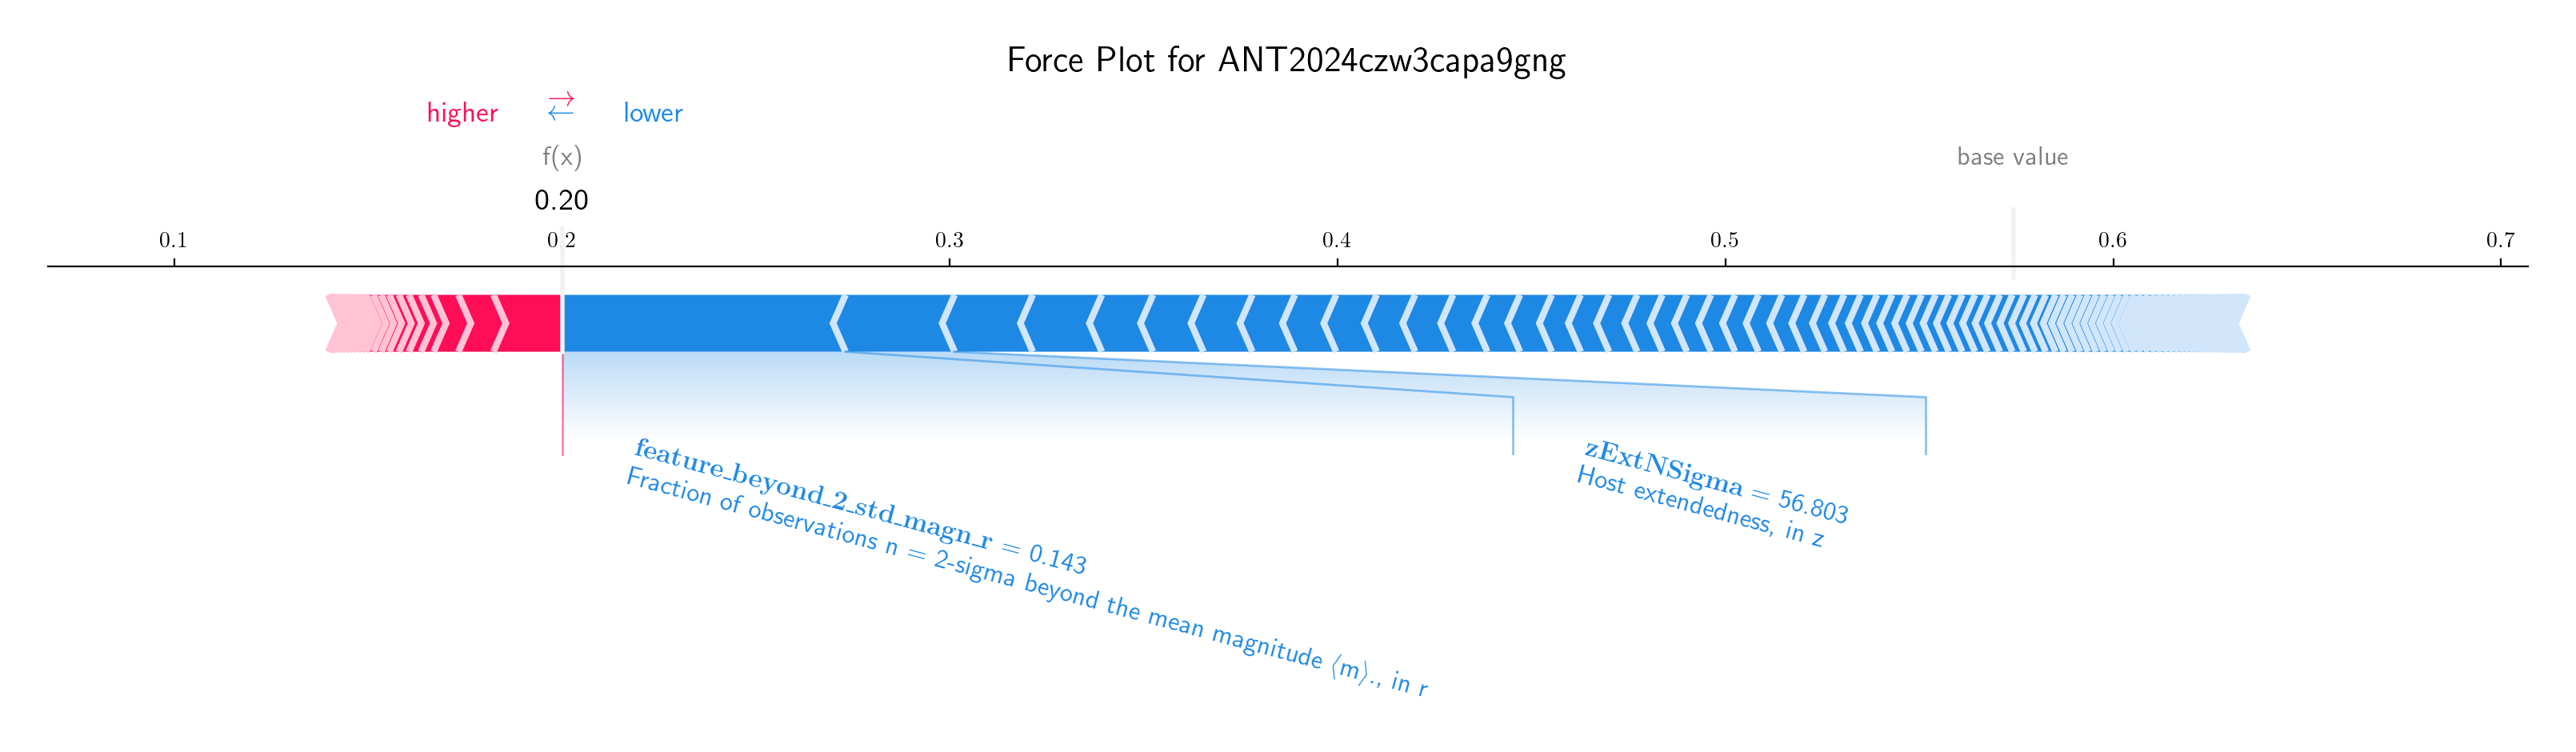 Force Plot for ANT2024czw3capa9gng
higher → ← lower
f(x)
base value
0.20
0.1 0.2 0.3 0.4 0.5 0.6 0.7
feature_beyond_2_std_magn_r = 0.143
Fraction of observations n = 2-sigma beyond the mean magnitude ⟨m⟩., in r
zExtNSigma = 56.803
Host extendedness, in z